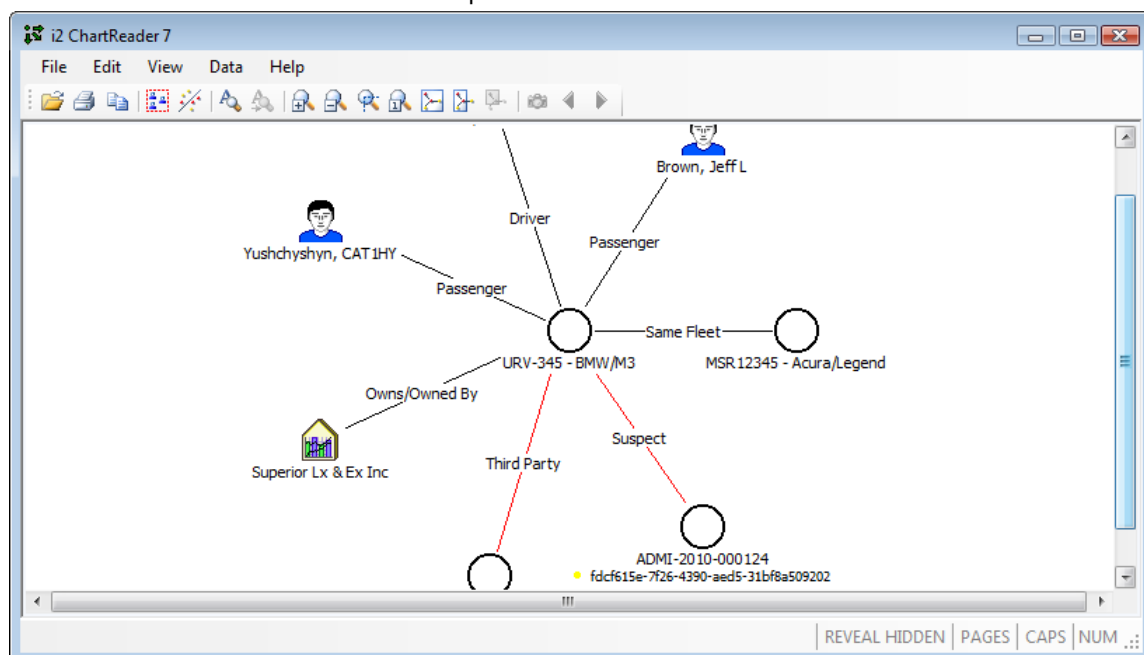 i2 ChartReader 7
File Edit View Data Help
Brown, Jeff L
Driver
Yushchyshyn, CAT1HY
Passenger
Passenger
Same Fleet
URV-345 - BMW/M3
MSR12345 - Acura/Legend
Owns/Owned By
Suspect
Third Party
Superior Lx & Ex Inc
ADMI-2010-000124
fdcf615e-7f26-4390-aed5-31bf8a509202
REVEAL HIDDEN PAGES CAPS NUM